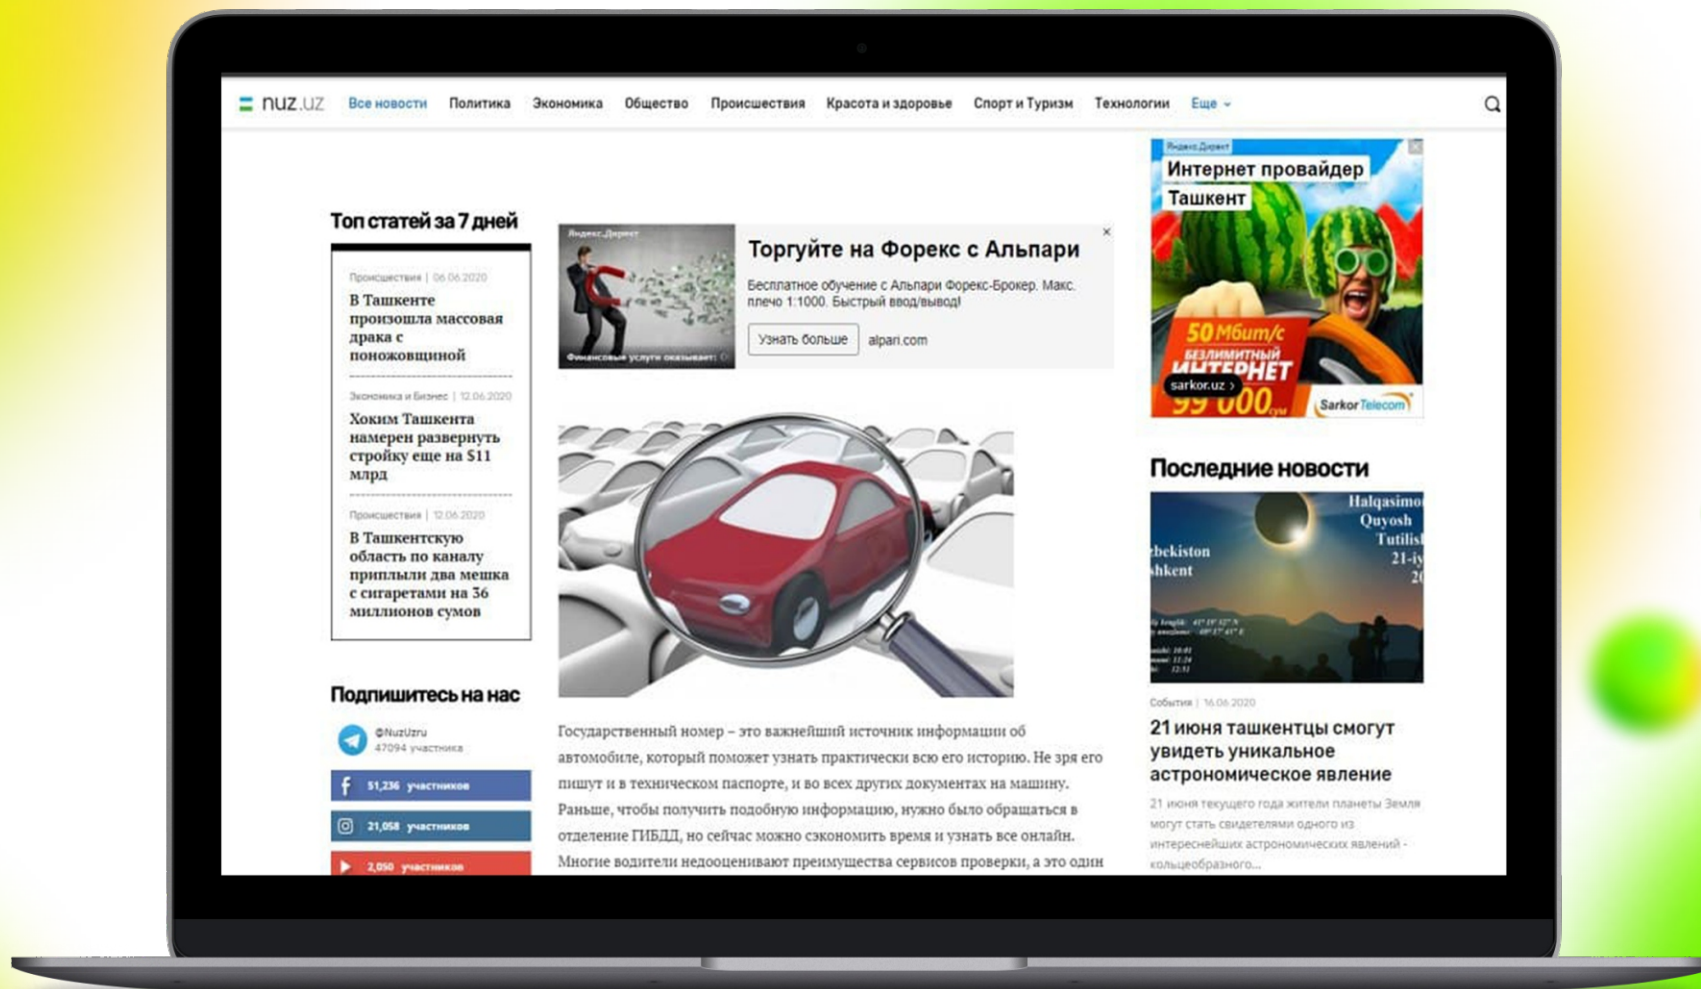 nuz.uz
Все новости
Политика
Экономика
Общество
Происшествия
Красота и здоровье
Спорт и Туризм
Технологии
Еще
Топ статей за 7 дней
Происшествия | 06.06.2020
В Ташкенте
произошла массовая
драка с
поножовщиной
Экономика и Бизнес | 12.06.2020
Хоким Ташкента
намерен развернуть
стройку еще на $11
млрд
Происшествия | 12.06.2020
В Ташкентскую
область по каналу
приплыли два мешка
с сигаретами на 36
миллионов сумов
Подпишитесь на нас
@NuzUzru
47094 участника
51,236 участников
21,058 участников
2,050 участников
Яндекс.Директ
Финансовые услуги оказывает:
Торгуйте на Форекс с Альпари
Бесплатное обучение с Альпари Форекс-Брокер. Макс.
плечо 1:1000. Быстрый ввод/вывод!
Узнать больше
alpari.com
Государственный номер – это важнейший источник информации об
автомобиле, который поможет узнать практически всю его историю. Не зря его
пишут и в техническом паспорте, и во всех других документах на машину.
Раньше, чтобы получить подобную информацию, нужно было обращаться в
отделение ГИБДД, но сейчас можно сэкономить время и узнать все онлайн.
Многие водители недооценивают преимущества сервисов проверки, а это один
Яндекс.Директ
Интернет провайдер
Ташкент
50 Мбит/с
БЕЗЛИМИТНЫЙ
ИНТЕРНЕТ
sarkor.uz
99 000 сум
Sarkor Telecom
Последние новости
Halqasimo
Quyosh
Tutilis
21-iy
20
zbekiston
shkent
События | 16.06.2020
21 июня ташкентцы смогут
увидеть уникальное
астрономическое явление
21 июня текущего года жители планеты Земля
могут стать свидетелями одного из
интереснейших астрономических явлений -
кольцеобразного...